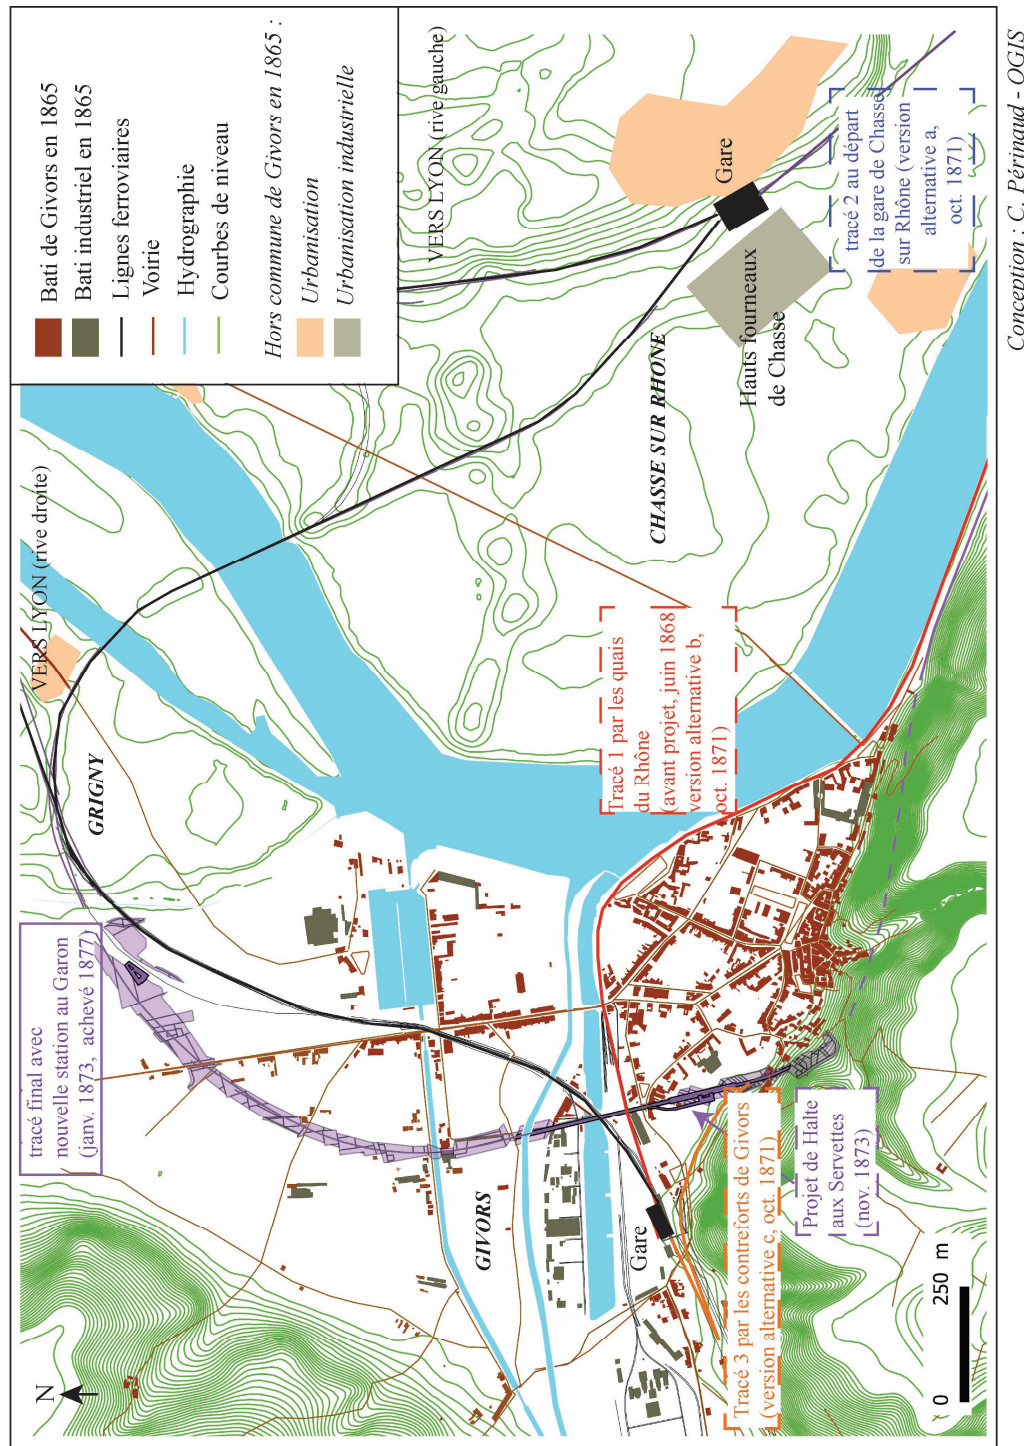 Bati de Givors en 1865
Bati industriel en 1865
Lignes ferroviaires
Voirie
Hydrographie
Courbes de niveau
Hors commune de Givors en 1865 :
Urbanisation
Urbanisation industrielle
N
VERS LYON (rive droite)
VERS LYON (rive gauche)
tracé final avec
nouvelle station au Garon
(janv. 1873, achevé 1877)
GRIGNY
GIVORS
Gare
CHASSE SUR RHONE
Gare
Hauts fourneaux
de Chasse
Tracé 1 par les quais
du Rhône
(avant projet, juin 1868
version alternative b,
oct. 1871)
tracé 2 au départ
de la gare de Chasse
sur Rhône (version
alternative a,
oct. 1871)
Tracé 3 par les contreforts de Givors
(version alternative c, oct. 1871)
Projet de Halte
aux Servettes
(nov. 1873)
0 250 m
Conception : C. Périnaud - OGIS